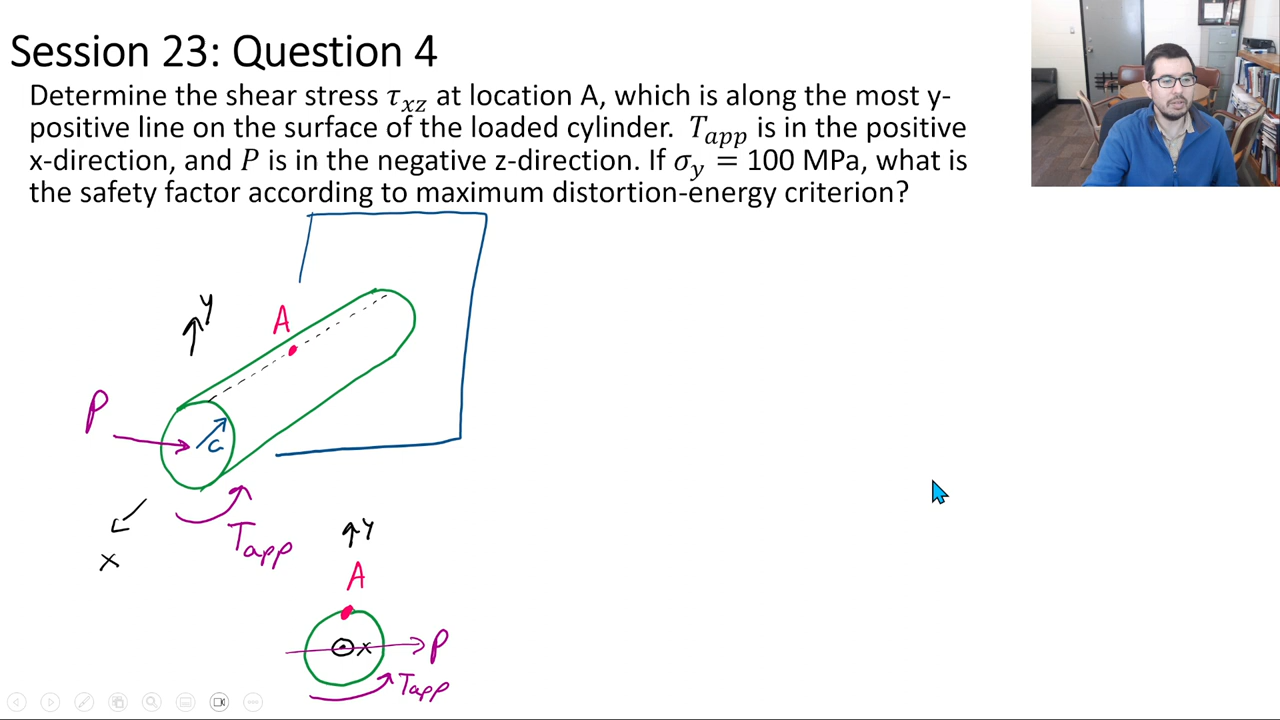 Session 23: Question 4
Determine the shear stress τxz at location A, which is along the most y-
positive line on the surface of the loaded cylinder. Tapp is in the positive
x-direction, and P is in the negative z-direction. If σy = 100 MPa, what is
the safety factor according to maximum distortion-energy criterion?
y
A
P
c
Tapp
x
y
A
x
P
Tapp